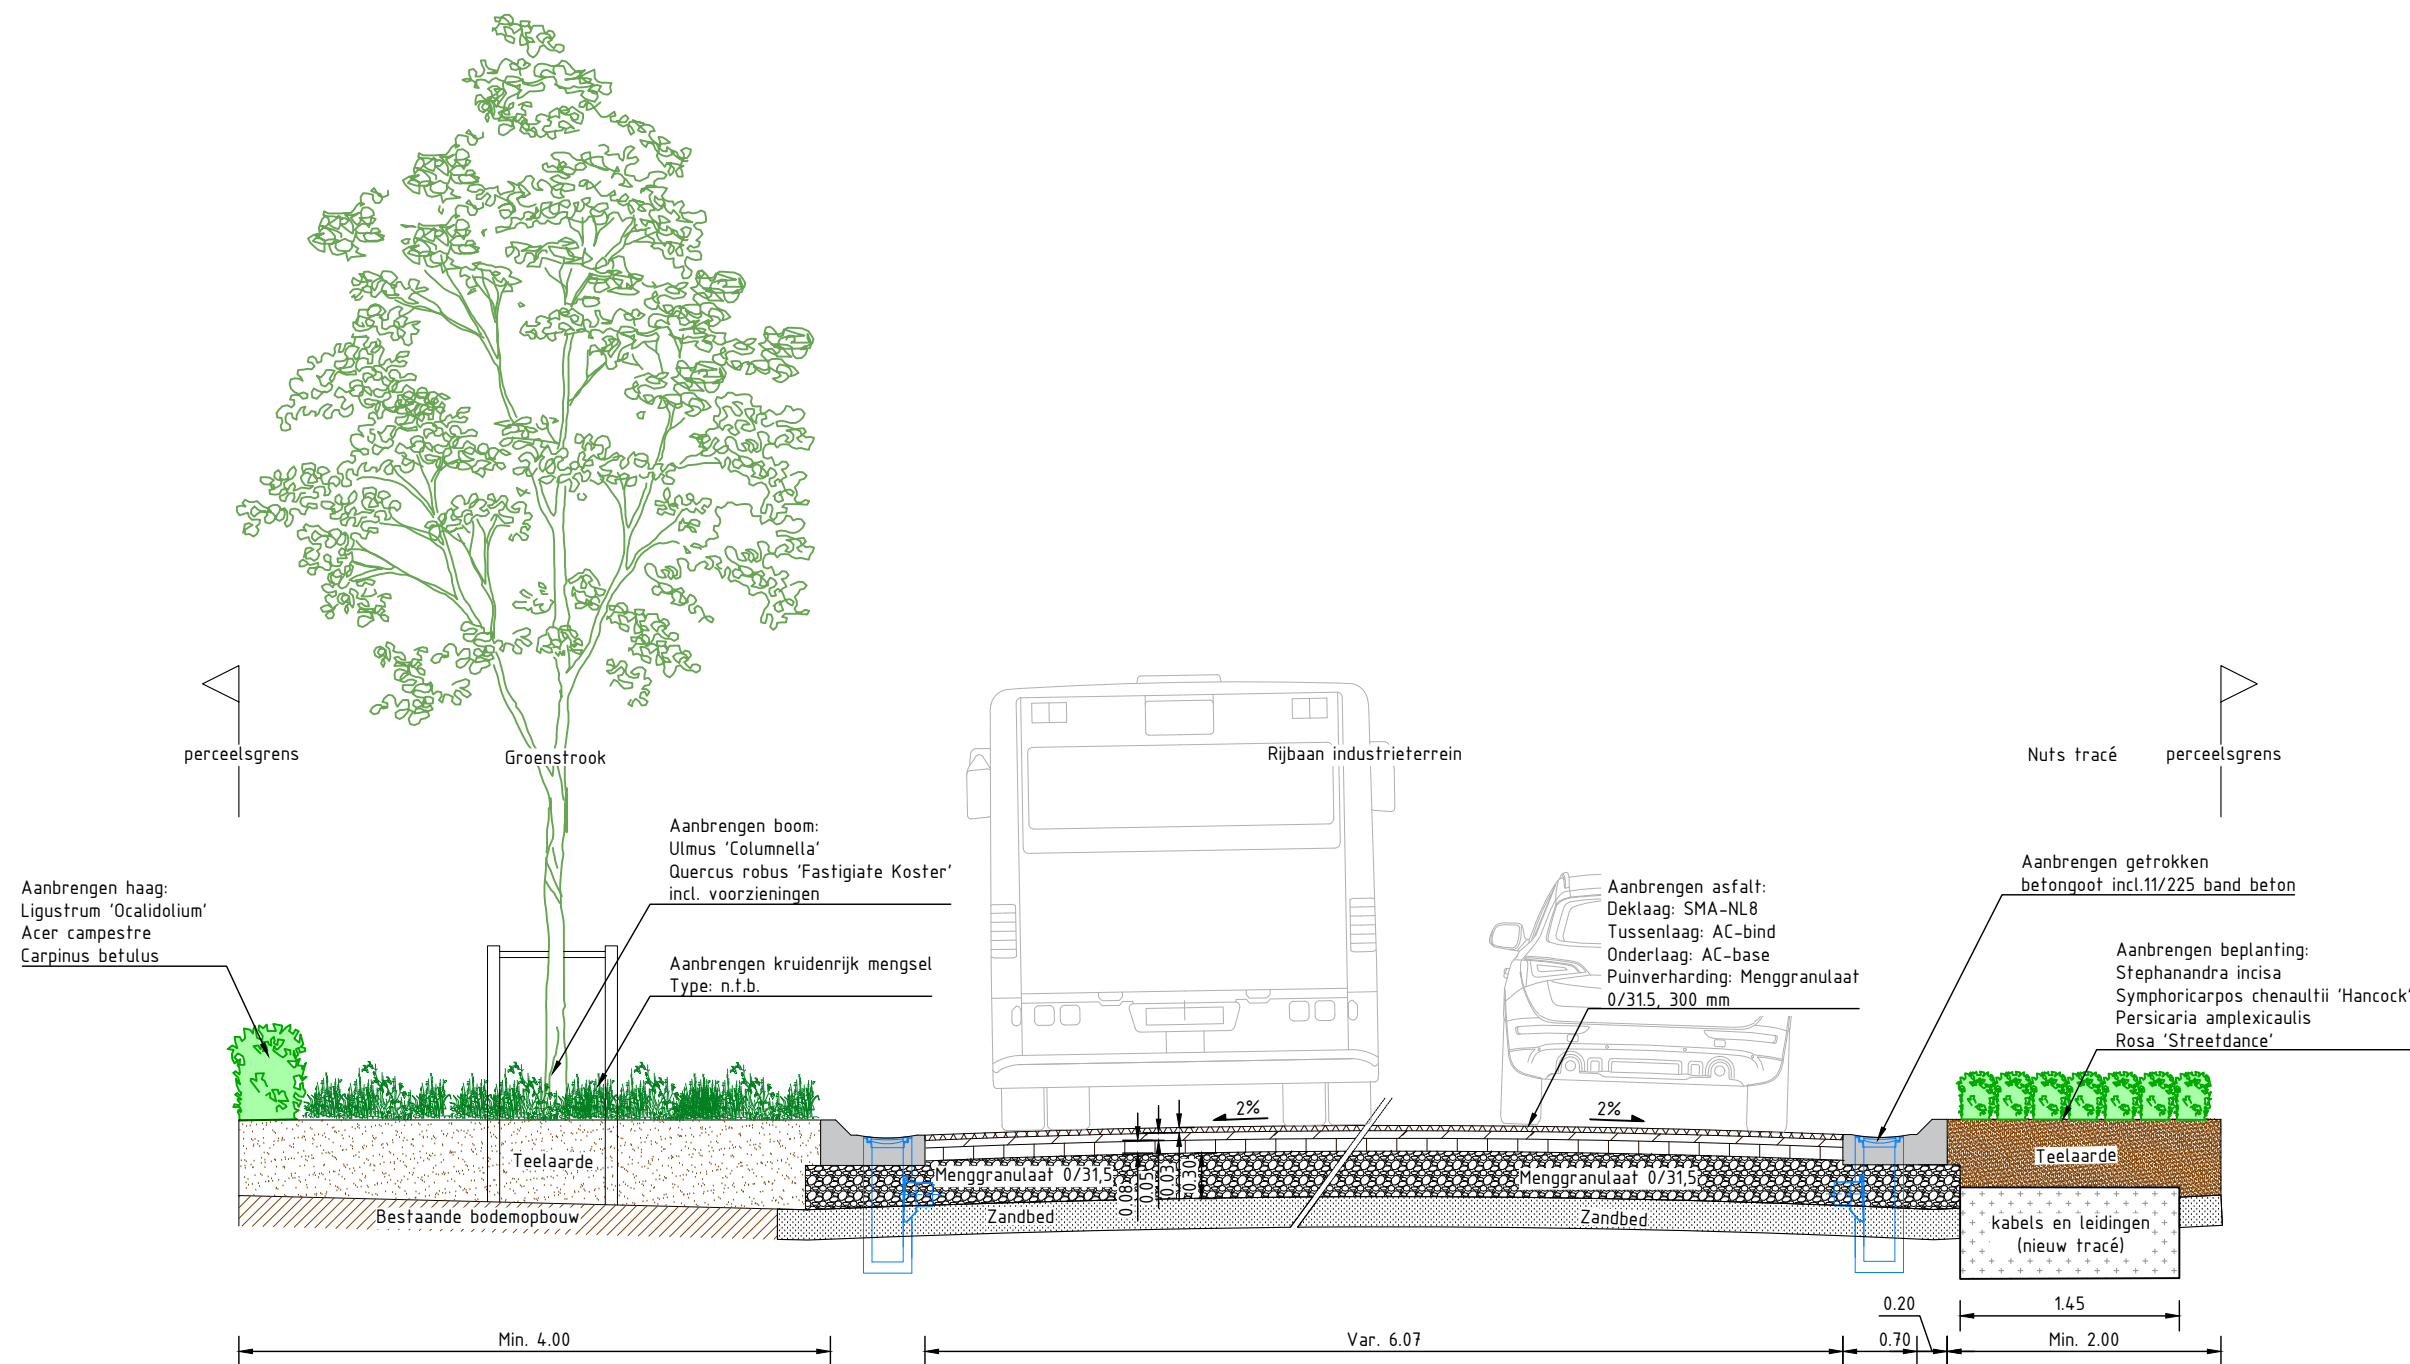 perceelsgrens
Groenstrook
Rijbaan industrieterrein
Nuts tracé
perceelsgrens
Aanbrengen boom:
Ulmus 'Columnella'
Quercus robus 'Fastigiate Koster'
incl. voorzieningen
Aanbrengen haag:
Ligustrum 'Ocalidolium'
Acer campestre
Carpinus betulus
Aanbrengen kruidenrijk mengsel
Type: n.t.b.
Aanbrengen asfalt:
Deklaag: SMA-NL8
Tussenlaag: AC-bind
Onderlaag: AC-base
Puinverharding: Menggranulaat
0/31.5, 300 mm
Aanbrengen getrokken
betongoot incl.11/225 band beton
Aanbrengen beplanting:
Stephanandra incisa
Symphoricarpos chenaultii 'Hancock'
Persicaria amplexicaulis
Rosa 'Streetdance'
2%
2%
Teelaarde
Menggranulaat 0/31,5
0.08
0.05
0.03
0.30
Menggranulaat 0/31,5
Teelaarde
Bestaande bodemopbouw
Zandbed
Zandbed
kabels en leidingen
(nieuw tracé)
0.20
1.45
Min. 4.00
Var. 6.07
0.70
Min. 2.00